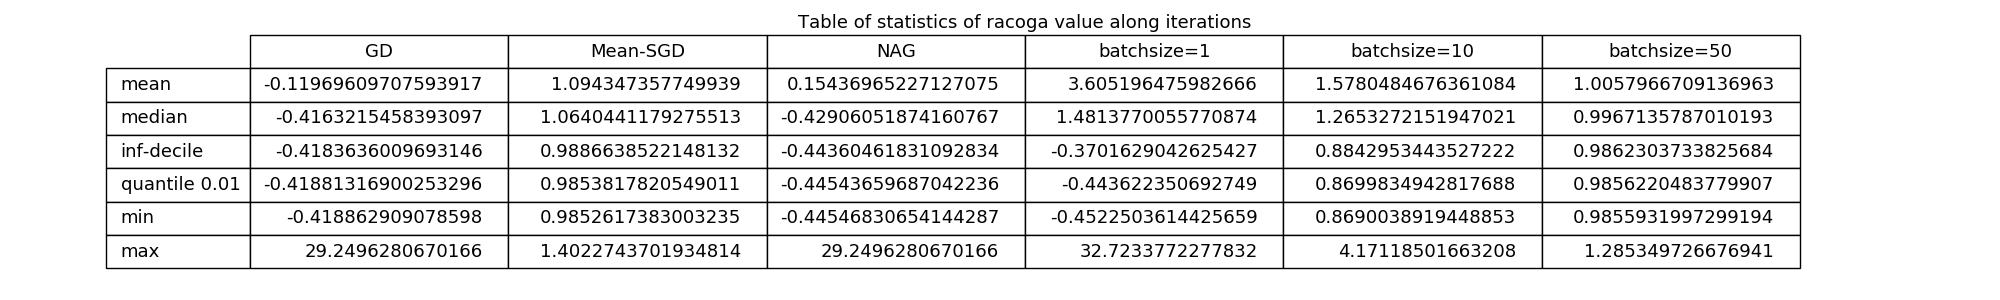 Table of statistics of racoga value along iterations
GD Mean-SGD NAG batchsize=1 batchsize=10 batchsize=50
mean -0.11969609707593917 1.094347357749939 0.15436965227127075 3.605196475982666 1.5780484676361084 1.0057966709136963
median -0.4163215458393097 1.0640441179275513 -0.42906051874160767 1.4813770055770874 1.2653272151947021 0.9967135787010193
inf-decile -0.4183636009693146 0.9886638522148132 -0.44360461831092834 -0.3701629042625427 0.8842953443527222 0.9862303733825684
quantile 0.01 -0.41881316900253296 0.9853817820549011 -0.44543659687042236 -0.443622350692749 0.8699834942817688 0.9856220483779907
min -0.418862909078598 0.9852617383003235 -0.44546830654144287 -0.4522503614425659 0.8690038919448853 0.9855931997299194
max 29.2496280670166 1.4022743701934814 29.2496280670166 32.7233772277832 4.17118501663208 1.285349726676941